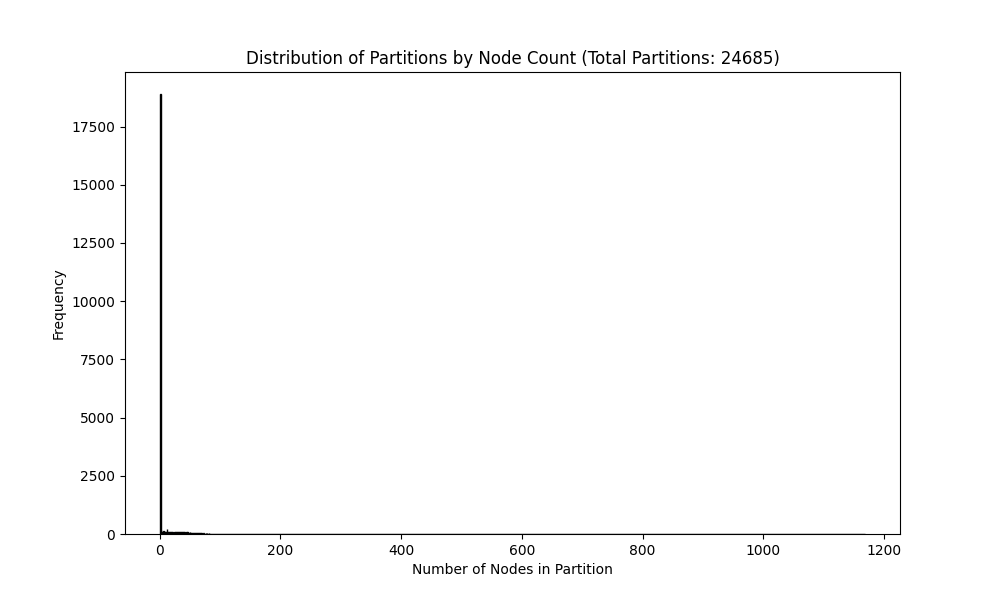 Distribution of Partitions by Node Count (Total Partitions: 24685)
17500
15000
12500
10000
7500
5000
2500
0
Frequency
0 200 400 600 800 1000 1200
Number of Nodes in Partition